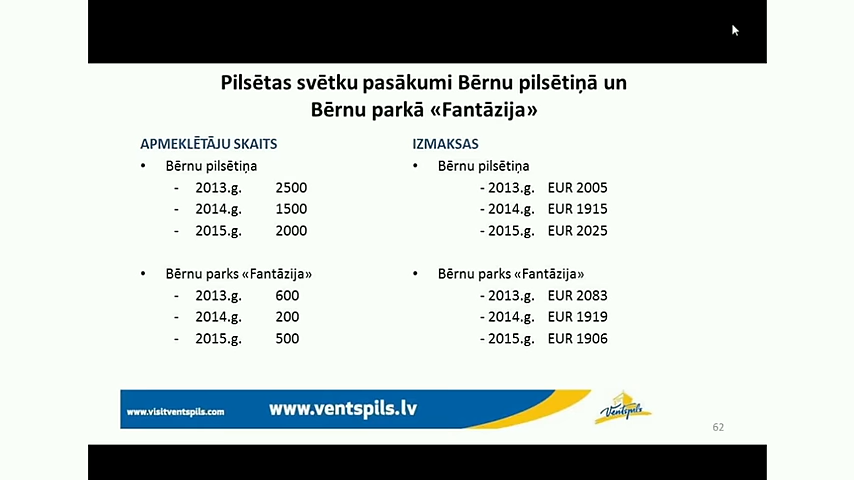 Pilsētas svētku pasākumi Bērnu pilsētiņā un
Bērnu parkā «Fantāzija»
APMEKLĒTĀJU SKAITS
• Bērnu pilsētiņa
- 2013.g. 2500
- 2014.g. 1500
- 2015.g. 2000
• Bērnu parks «Fantāzija»
- 2013.g. 600
- 2014.g. 200
- 2015.g. 500
IZMAKSAS
• Bērnu pilsētiņa
- 2013.g. EUR 2005
- 2014.g. EUR 1915
- 2015.g. EUR 2025
• Bērnu parks «Fantāzija»
- 2013.g. EUR 2083
- 2014.g. EUR 1919
- 2015.g. EUR 1906
www.visitventspils.com
www.ventspils.lv
Ventspils
62